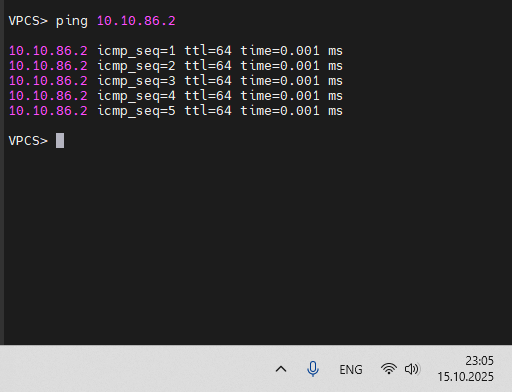 VPCS> ping 10.10.86.2
10.10.86.2 icmp_seq=1 ttl=64 time=0.001 ms
10.10.86.2 icmp_seq=2 ttl=64 time=0.001 ms
10.10.86.2 icmp_seq=3 ttl=64 time=0.001 ms
10.10.86.2 icmp_seq=4 ttl=64 time=0.001 ms
10.10.86.2 icmp_seq=5 ttl=64 time=0.001 ms
VPCS>
ENG
23:05
15.10.2025